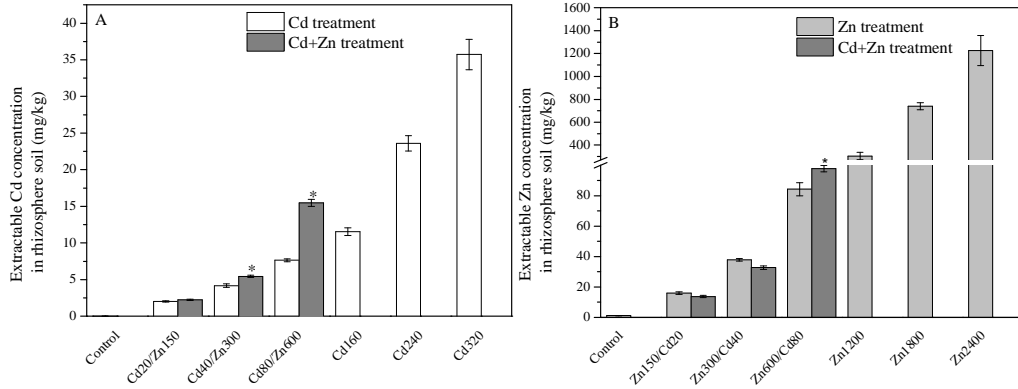 A
Cd treatment
Cd+Zn treatment
Extractable Cd concentration
in rhizosphere soil (mg/kg)
40
35
30
25
20
15
10
5
0
*
*
Control
Cd20/Zn150
Cd40/Zn300
Cd80/Zn600
Cd160
Cd240
Cd320
B
Zn treatment
Cd+Zn treatment
Extractable Zn concentration
in rhizosphere soil (mg/kg)
1600
1400
1200
1000
800
600
400
80
60
40
20
0
*
Control
Zn150/Cd20
Zn300/Cd40
Zn600/Cd80
Zn1200
Zn1800
Zn2400